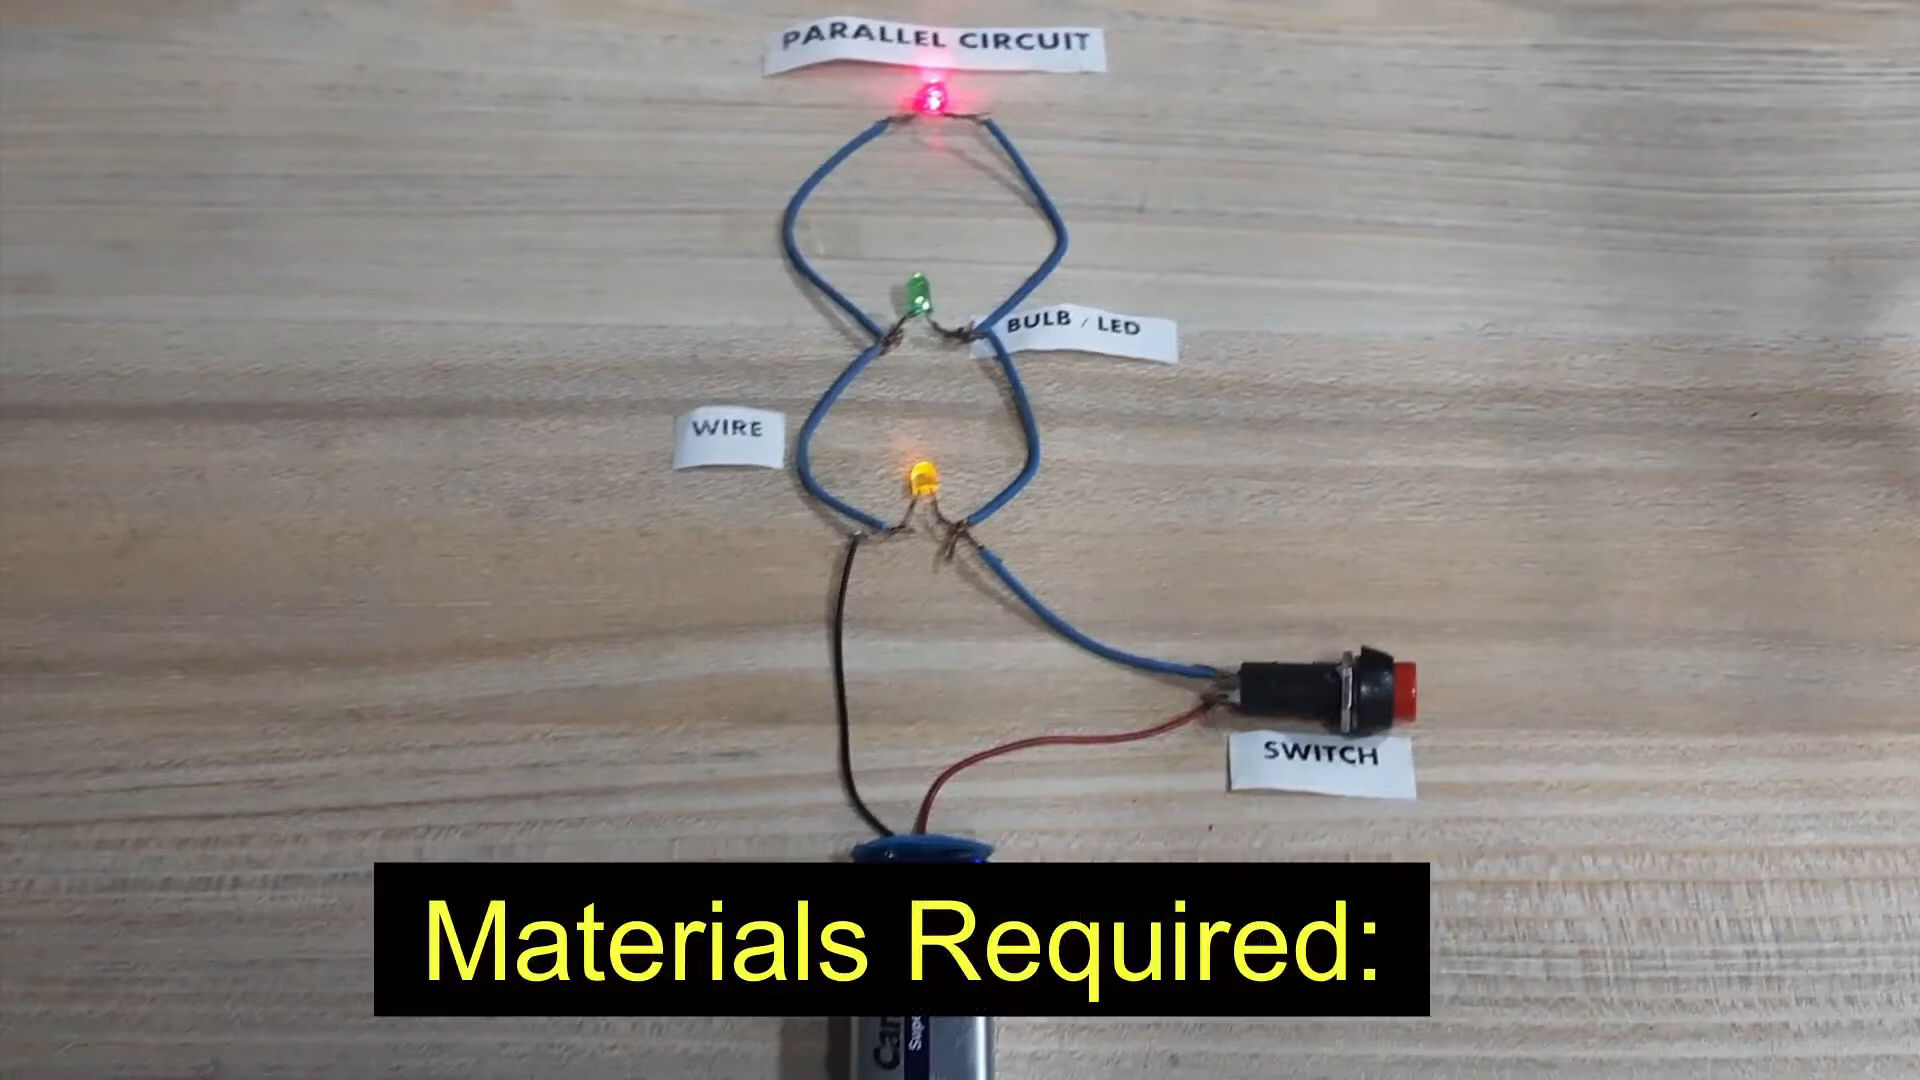 PARALLEL CIRCUIT
BULB / LED
WIRE
SWITCH
Materials Required: